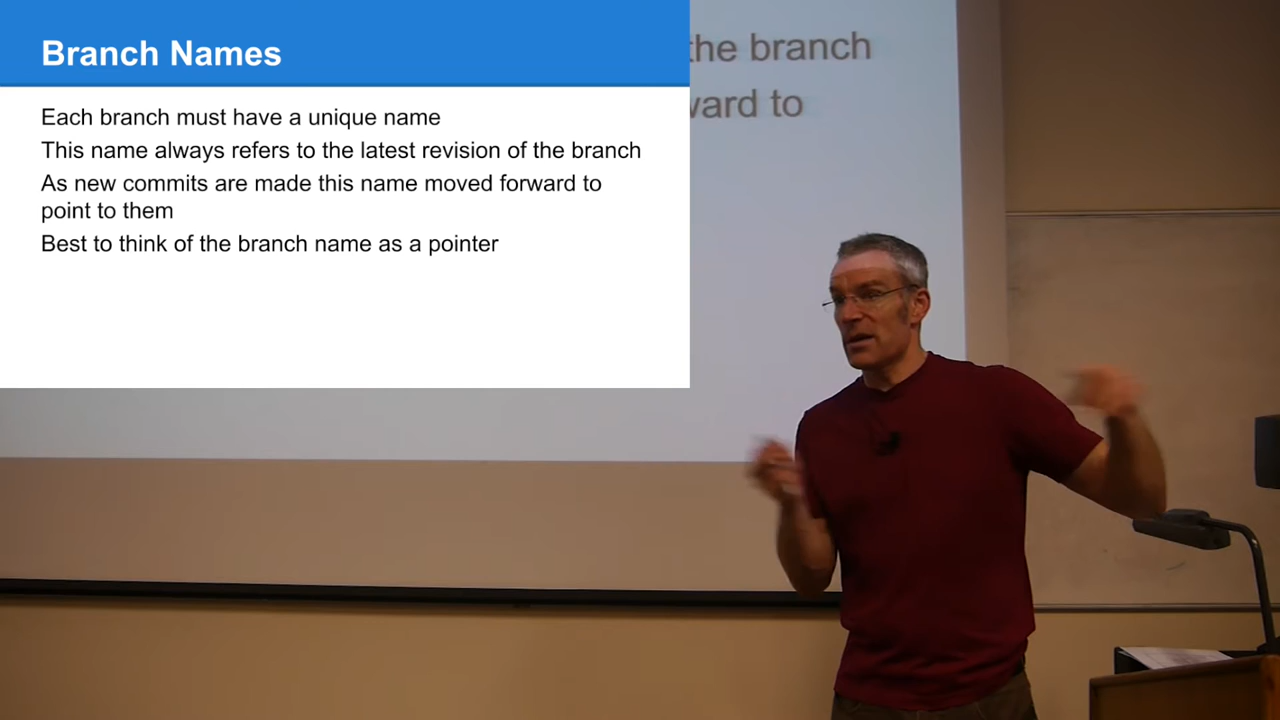 Branch Names
Each branch must have a unique name
This name always refers to the latest revision of the branch
As new commits are made this name moved forward to
point to them
Best to think of the branch name as a pointer
the branch
ward to